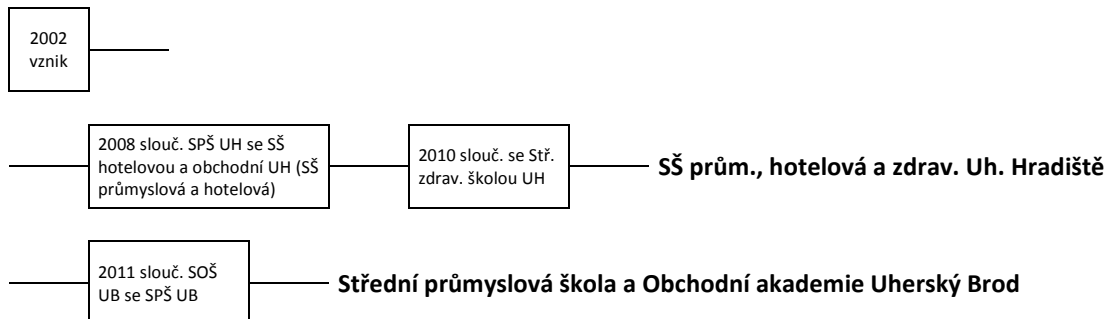 2002
vznik
2008 slouč. SPŠ UH se SŠ
hotelovou a obchodní UH (SŠ
průmyslová a hotelová)
2010 slouč. se Stř.
zdrav. školou UH
SŠ prům., hotelová a zdrav. Uh. Hradiště
2011 slouč. SOŠ
UB se SPŠ UB
Střední průmyslová škola a Obchodní akademie Uherský Brod